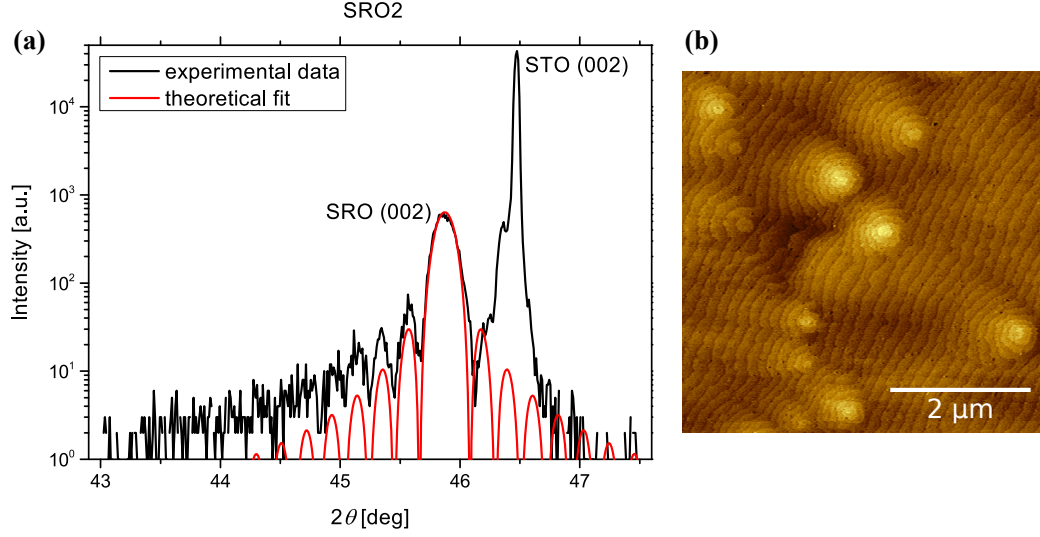 SRO2
(a)
experimental data
theoretical fit
STO (002)
SRO (002)
Intensity [a.u.]
10⁴
10³
10²
10¹
10⁰
43
44
45
46
47
2θ [deg]
(b)
2 μm